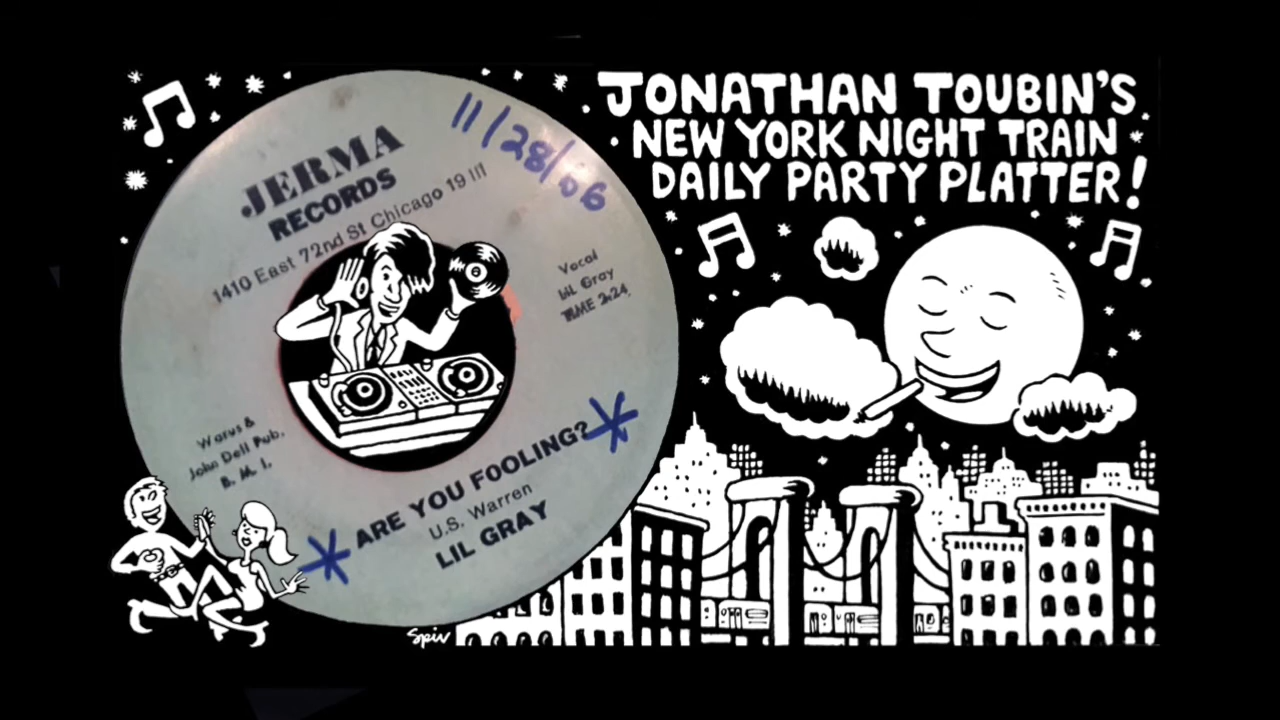 JONATHAN TOUBIN'S
NEW YORK NIGHT TRAIN
DAILY PARTY PLATTER!
11/28/06
JERMA
RECORDS
1410 East 72nd St Chicago 19 Ill
Vocal
Lil Gray
TIME 2:24
Warus &
John Dell Pub.
B. M. I.
ARE YOU FOOLING?
U.S. Warren
LIL GRAY
Spiv